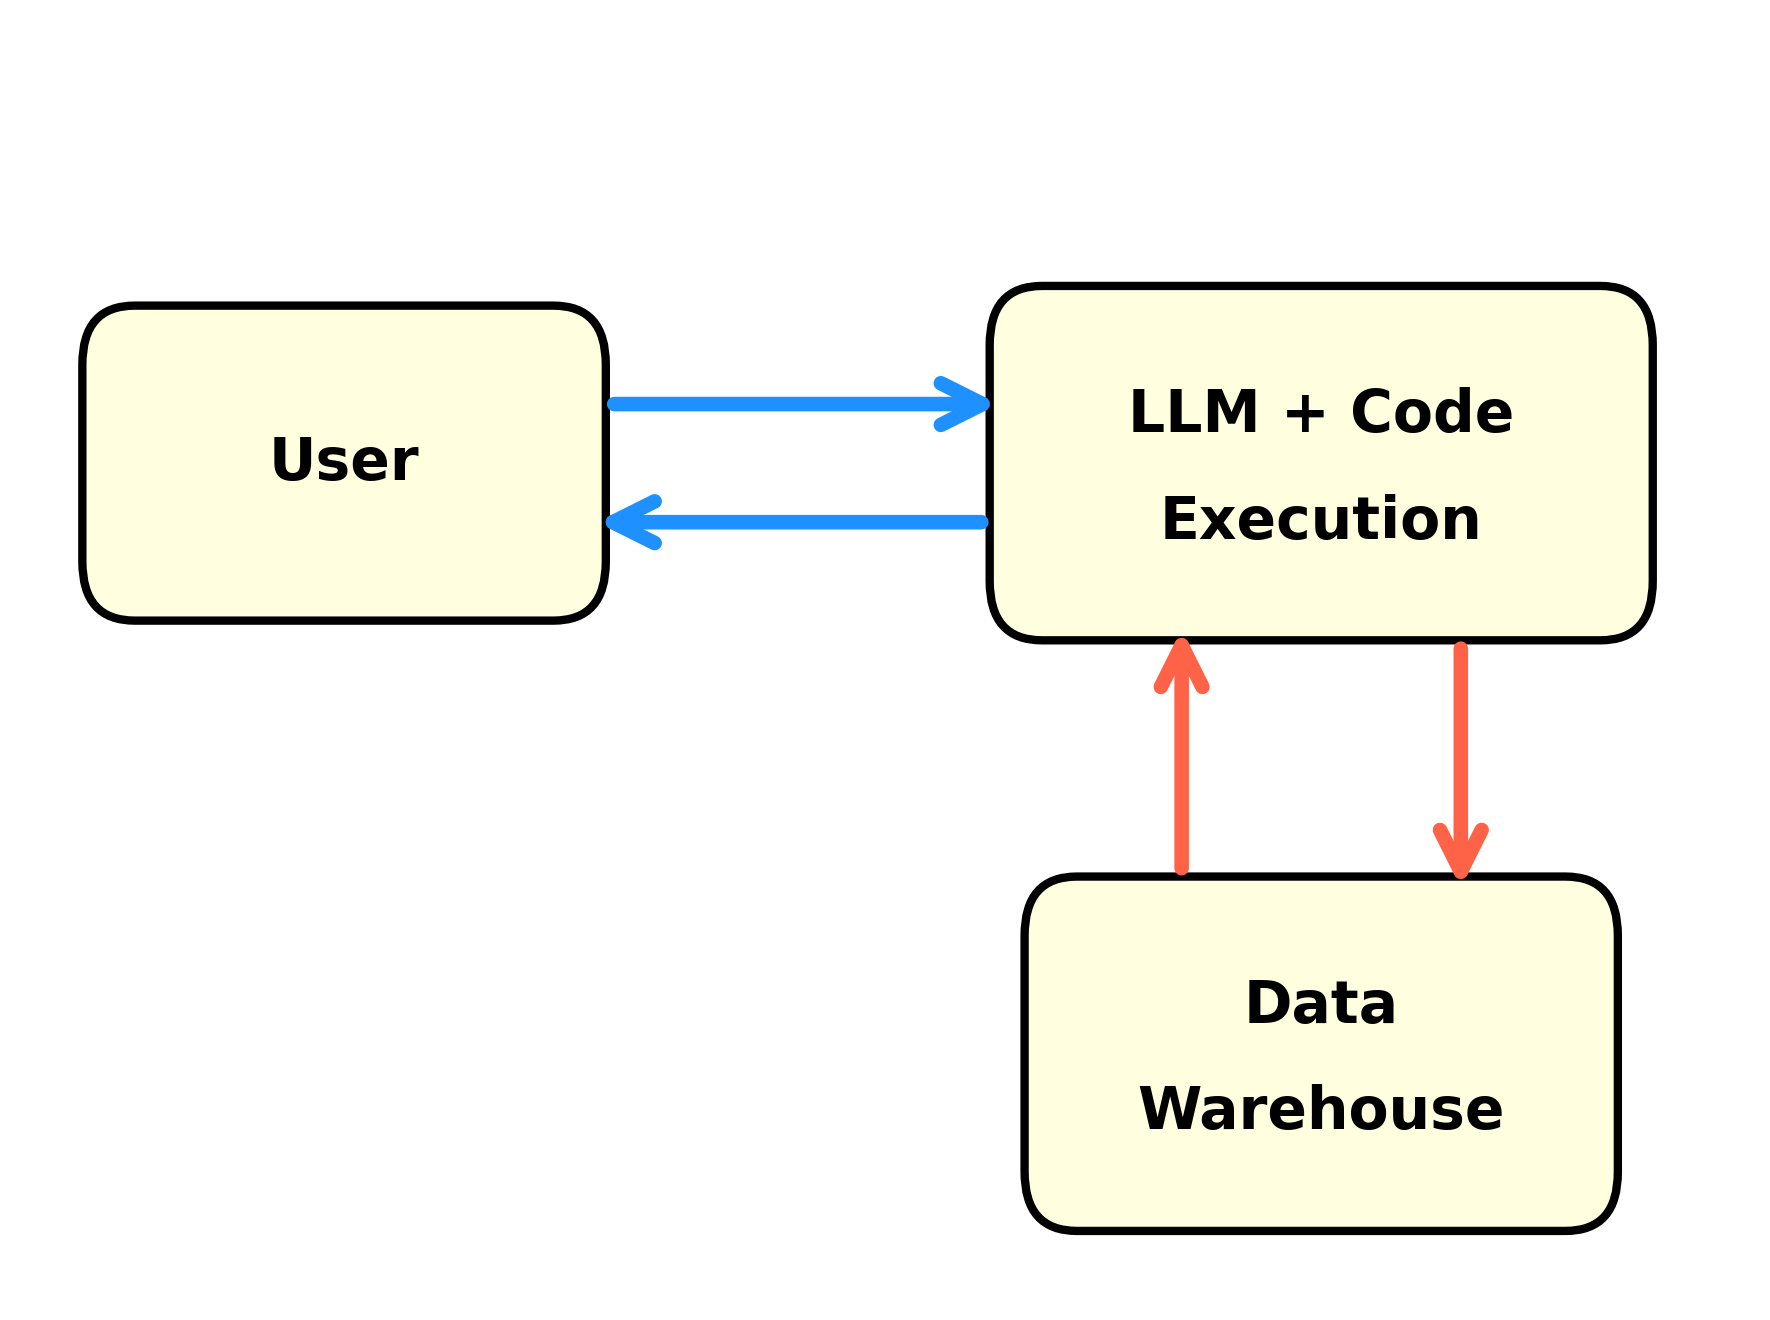 User
LLM + Code
Execution
Data
Warehouse